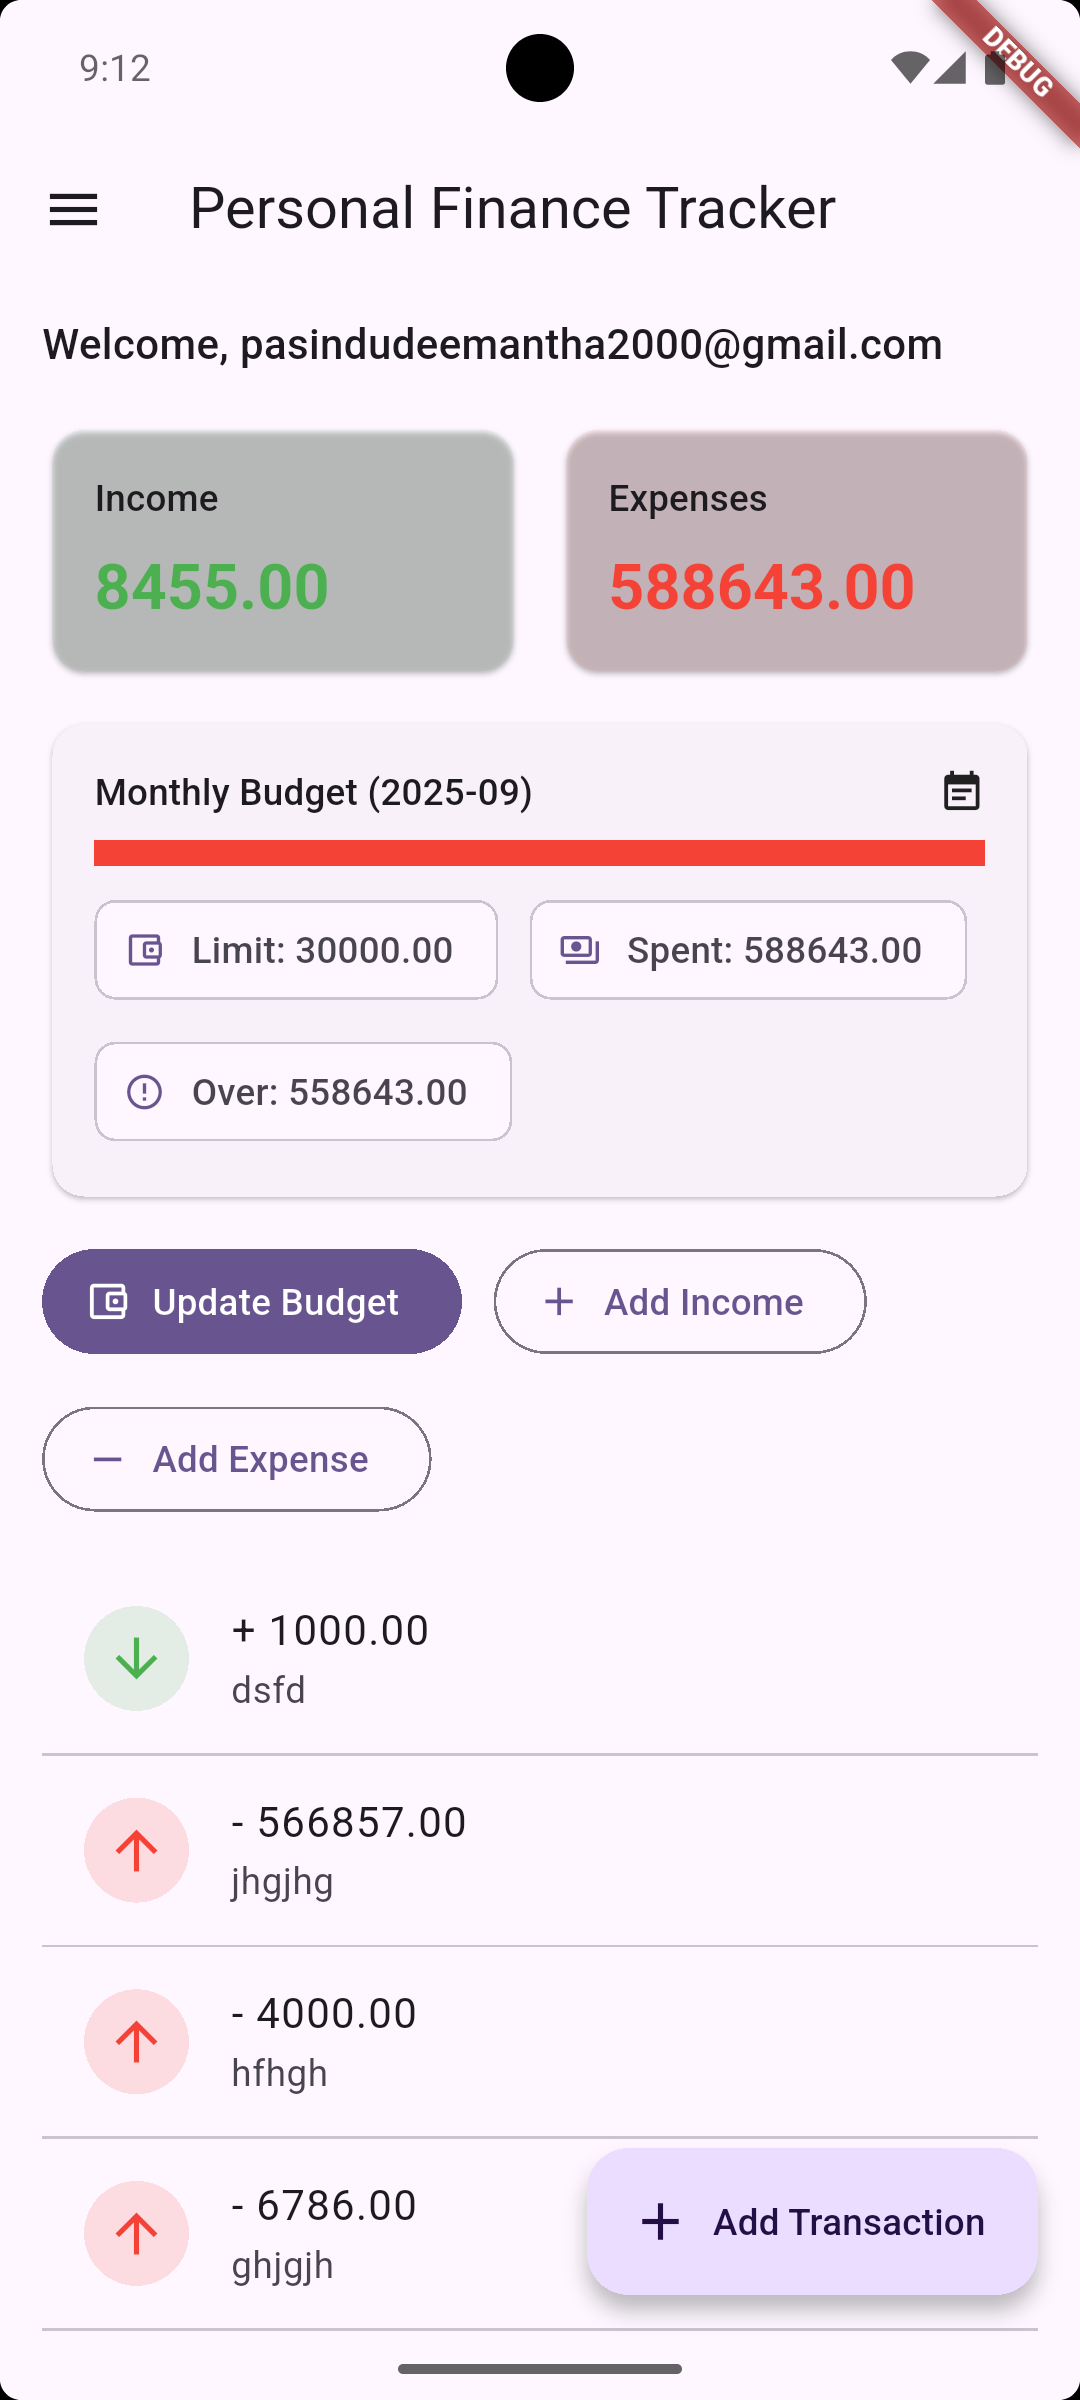 9:12
DEBUG
Personal Finance Tracker
Welcome, pasindudeemantha2000@gmail.com
Income
8455.00
Expenses
588643.00
Monthly Budget (2025-09)
Limit: 30000.00
Spent: 588643.00
Over: 558643.00
Update Budget
Add Income
Add Expense
+ 1000.00
dsfd
- 566857.00
jhgjhg
- 4000.00
hfhgh
- 6786.00
ghjgjh
Add Transaction